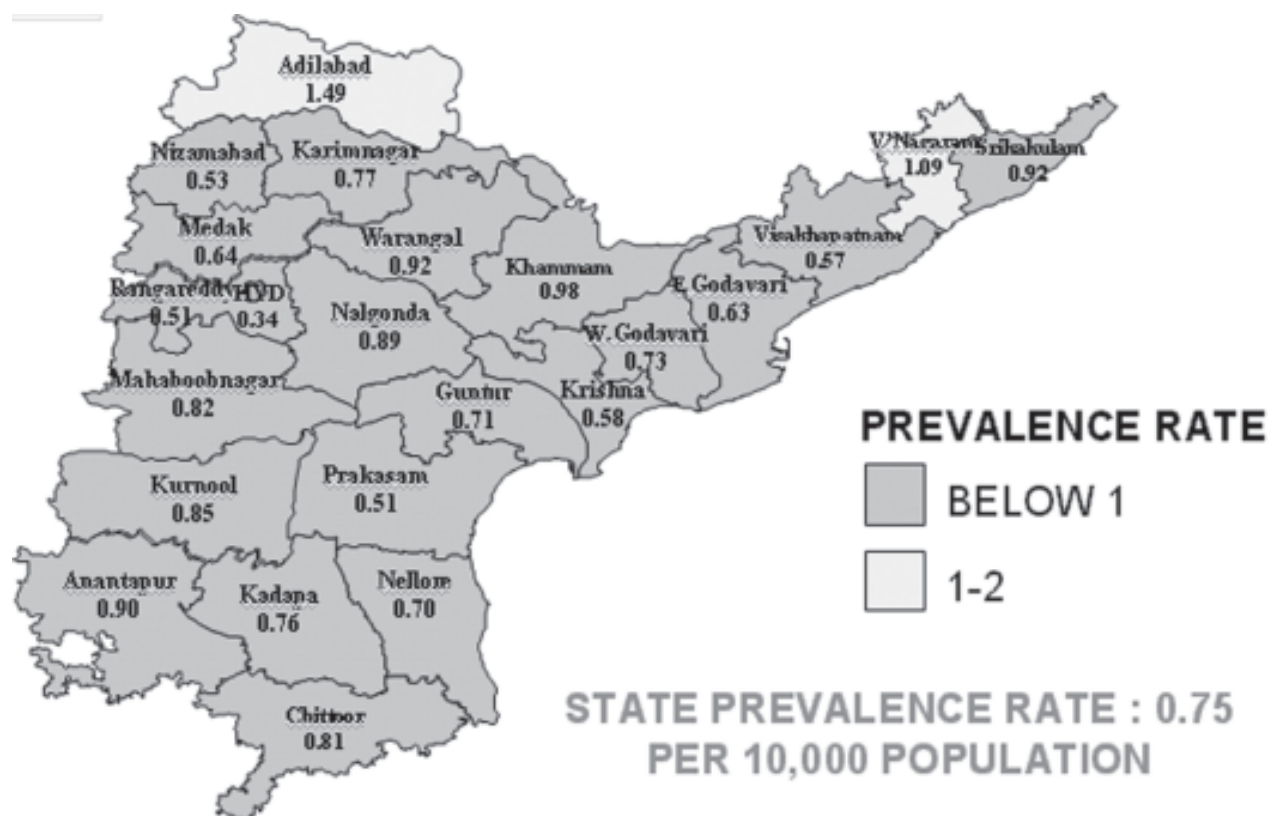 Adilabad
1.49
Nizamabad
0.53
Karimnagar
0.77
V'Nagaram
1.09
Srikakulam
0.92
Medak
0.64
Warangal
0.92
Khammam
0.98
Visakhapatnam
0.57
Rangareddy
0.51
HYD
0.34
Nalgonda
0.89
E Godavari
0.63
W. Godavari
0.73
Mahaboobnagar
0.82
Guntur
0.71
Krishna
0.58
Kurnool
0.85
Prakasam
0.51
Anantapur
0.90
Kadapa
0.76
Nellore
0.70
Chittoor
0.81
PREVALENCE RATE
BELOW 1
1-2
STATE PREVALENCE RATE : 0.75
PER 10,000 POPULATION